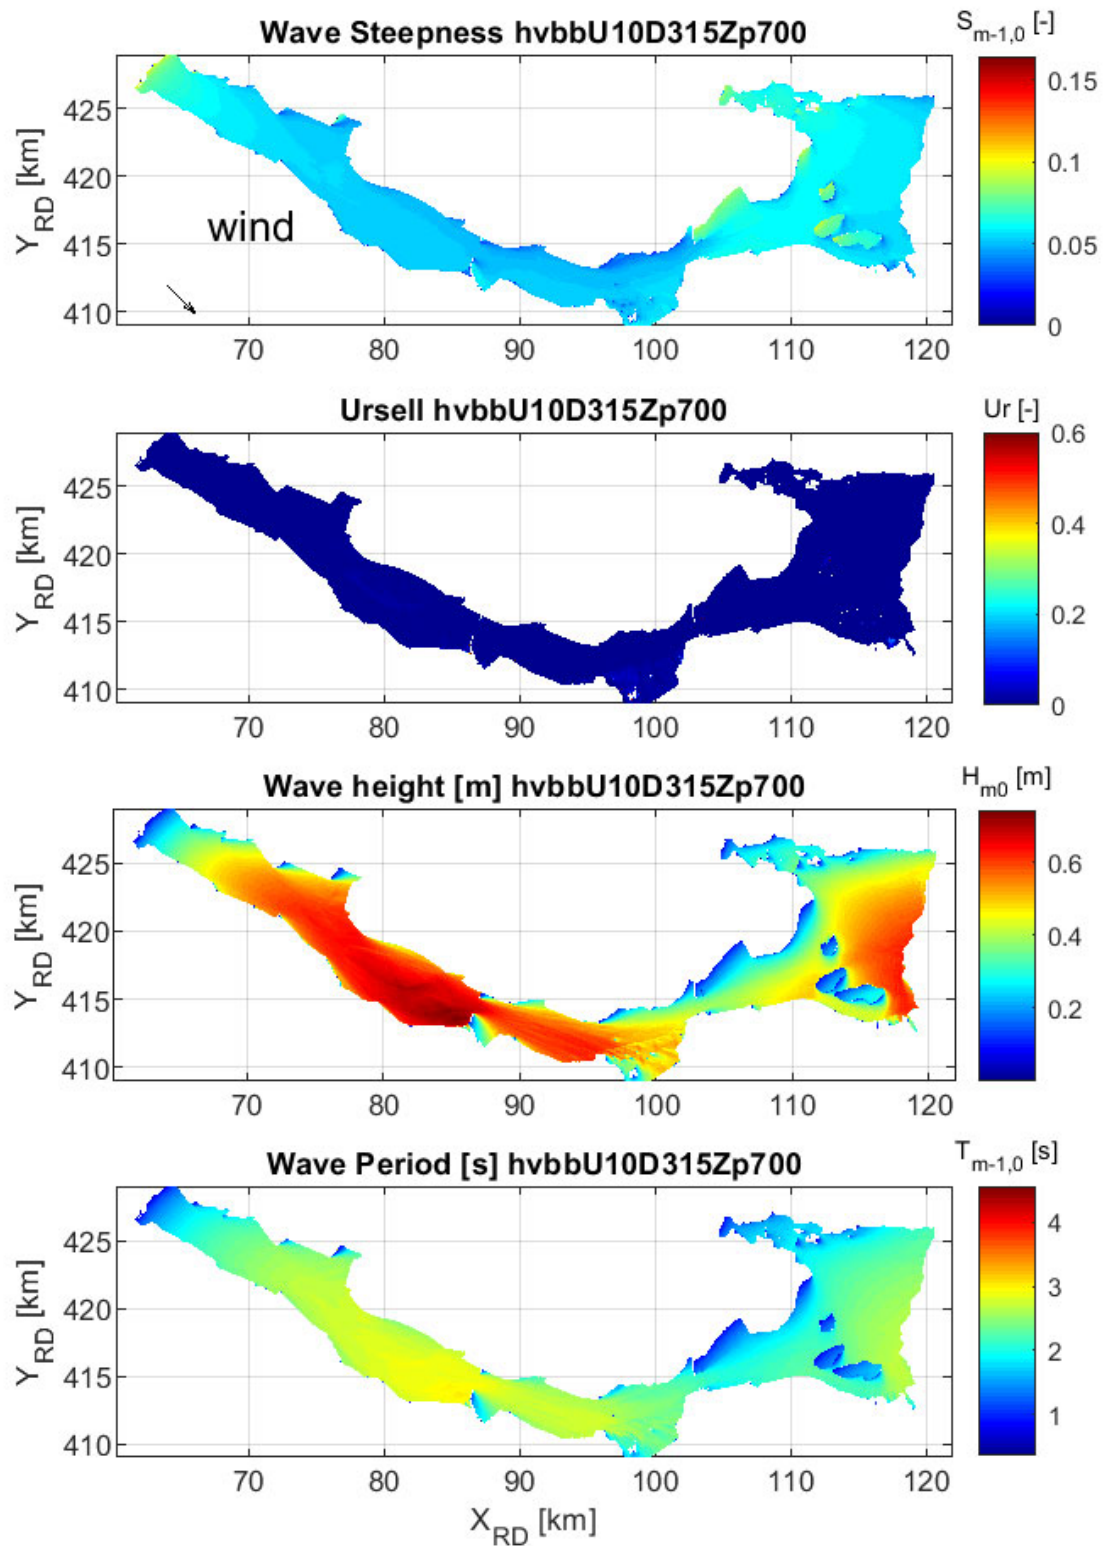 Wave Steepness hvbbU10D315Zp700
S_{m-1,0} [-]
Y_{RD} [km]
425
420
415
410
wind
70 80 90 100 110 120
0.15
0.1
0.05
0
Ursell hvbbU10D315Zp700
Ur [-]
Y_{RD} [km]
425
420
415
410
70 80 90 100 110 120
0.6
0.4
0.2
0
Wave height [m] hvbbU10D315Zp700
H_{m0} [m]
Y_{RD} [km]
425
420
415
410
70 80 90 100 110 120
0.6
0.4
0.2
Wave Period [s] hvbbU10D315Zp700
T_{m-1,0} [s]
Y_{RD} [km]
425
420
415
410
70 80 90 100 110 120
4
3
2
1
X_{RD} [km]